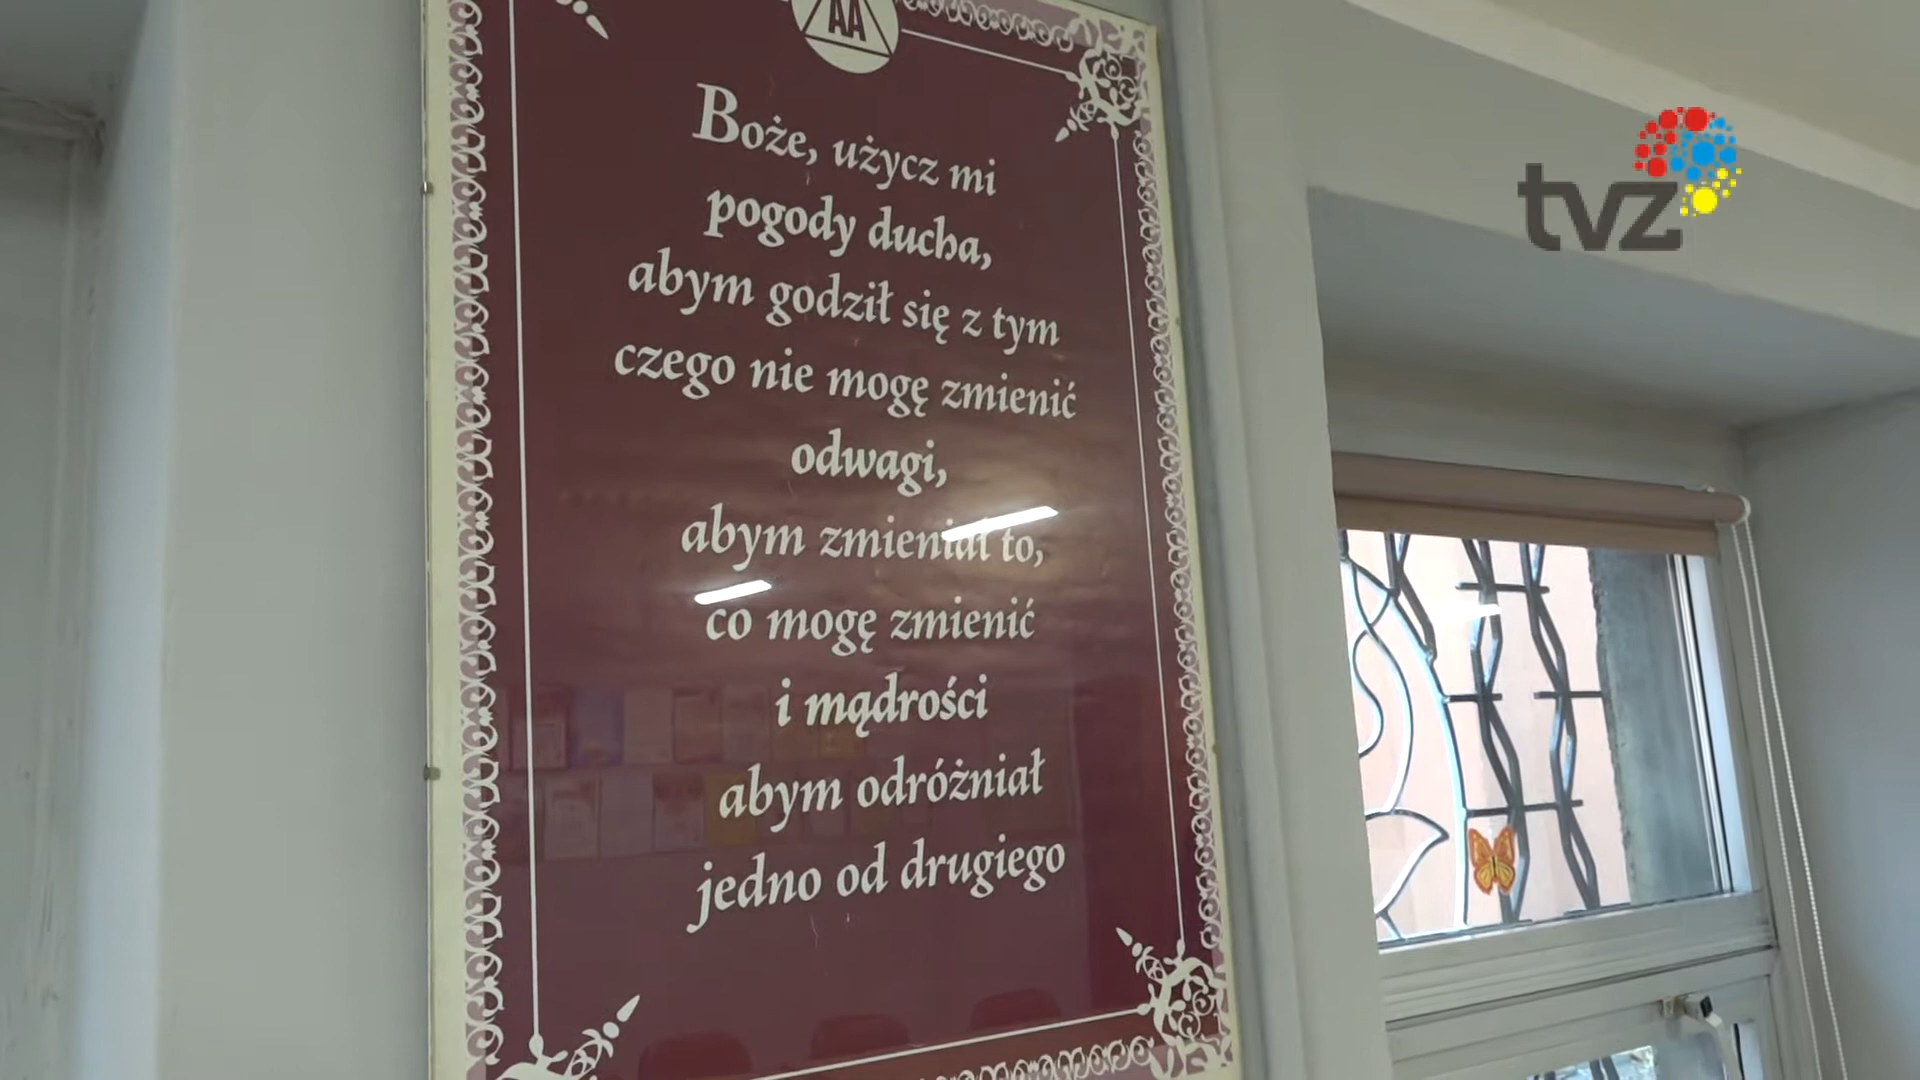 AA
Boże, użycz mi
pogody ducha,
abym godził się z tym
czego nie mogę zmienić
odwagi,
abym zmieniał to,
co mogę zmienić
i mądrości
abym odróżniał
jedno od drugiego
tvz